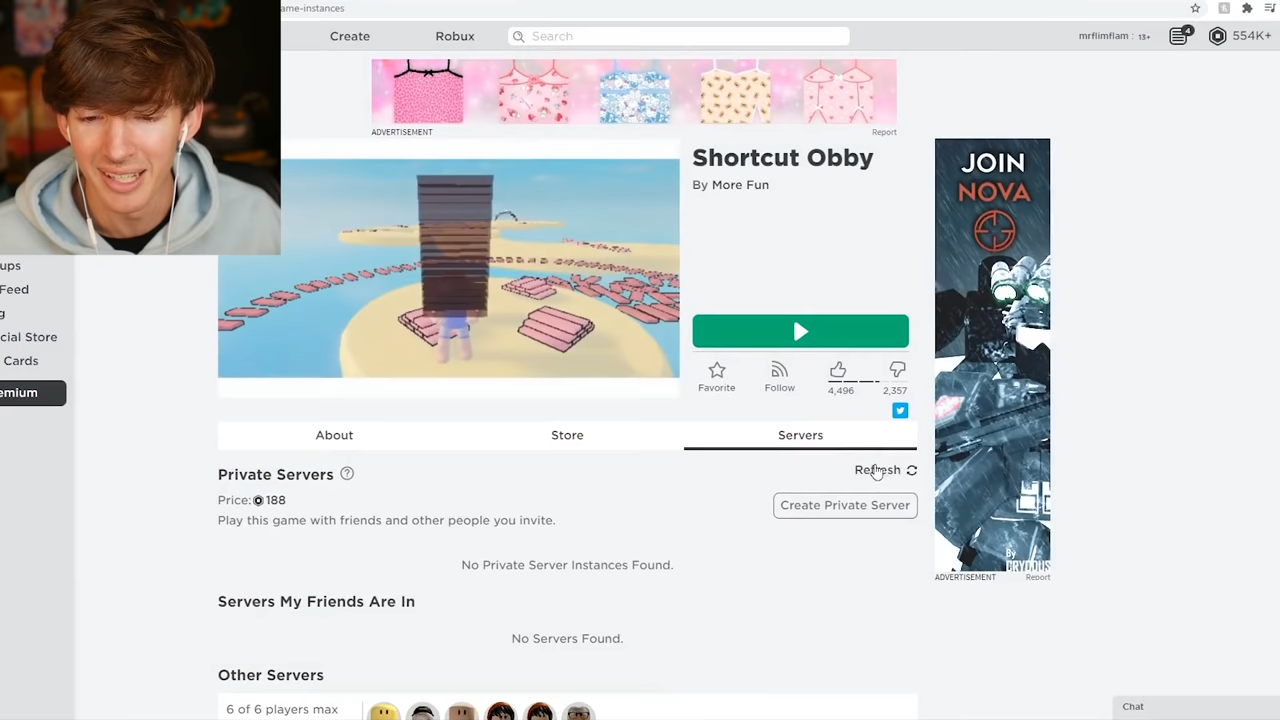 ame-instances
Create
Robux
Search
mrflimflam : 13+
4
554K+
ADVERTISEMENT
Report
Shortcut Obby
By More Fun
JOIN
NOVA
ups
Feed
g
cial Store
Cards
emium
Favorite
Follow
4,496
2,357
About
Store
Servers
Private Servers ?
Refresh
Price: 188
Create Private Server
Play this game with friends and other people you invite.
No Private Server Instances Found.
By
CRYDUS
ADVERTISEMENT
Report
Servers My Friends Are In
No Servers Found.
Other Servers
6 of 6 players max
Chat